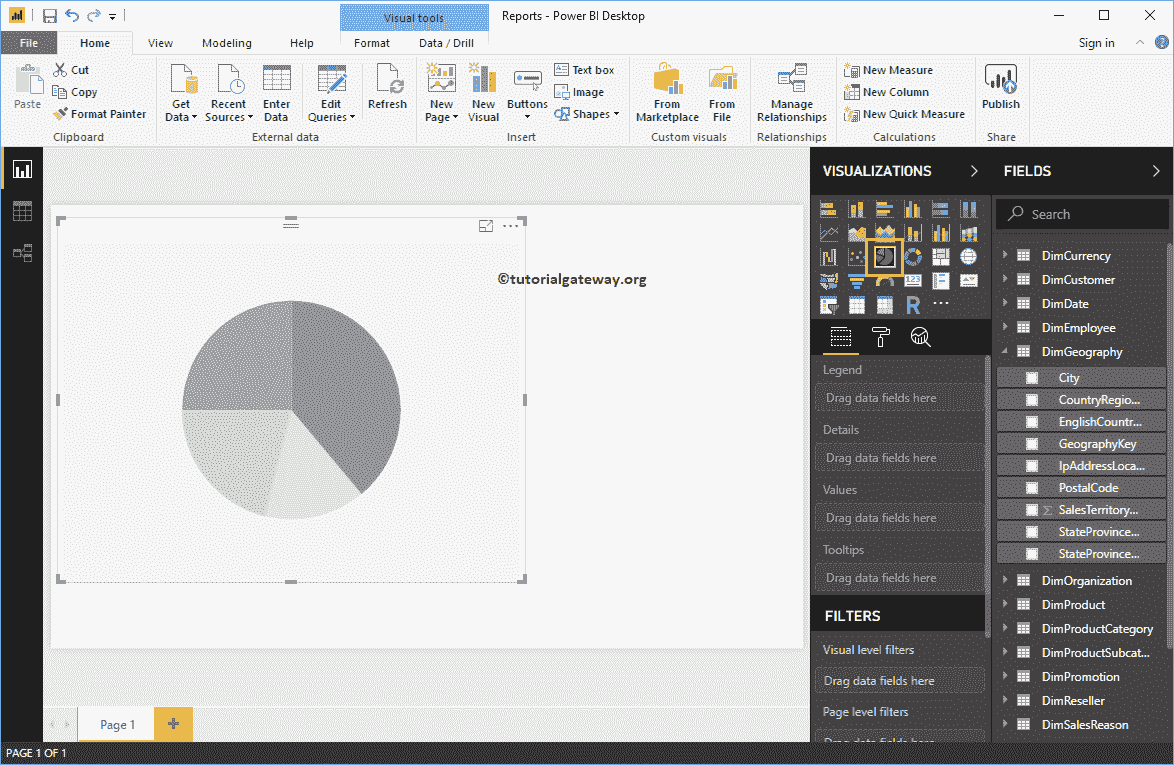 Visual tools
Reports - Power BI Desktop
File
Home
View
Modeling
Help
Format
Data / Drill
Sign in
Paste
Cut
Copy
Format Painter
Clipboard
Get Data
Recent Sources
Enter Data
Edit Queries
External data
Refresh
New Page
New Visual
Buttons
Text box
Image
Shapes
Insert
From Marketplace
From File
Custom visuals
Manage Relationships
Relationships
New Measure
New Column
New Quick Measure
Calculations
Publish
Share
©tutorialgateway.org
VISUALIZATIONS
123
R
Legend
Drag data fields here
Details
Drag data fields here
Values
Drag data fields here
Tooltips
Drag data fields here
FILTERS
Visual level filters
Drag data fields here
Page level filters
Drag data fields here
FIELDS
Search
DimCurrency
DimCustomer
DimDate
DimEmployee
DimGeography
City
CountryRegio...
EnglishCountr...
GeographyKey
IpAddressLoca...
PostalCode
Σ SalesTerritory...
StateProvince...
StateProvince...
DimOrganization
DimProduct
DimProductCategory
DimProductSubcat...
DimPromotion
DimReseller
DimSalesReason
Page 1
PAGE 1 OF 1